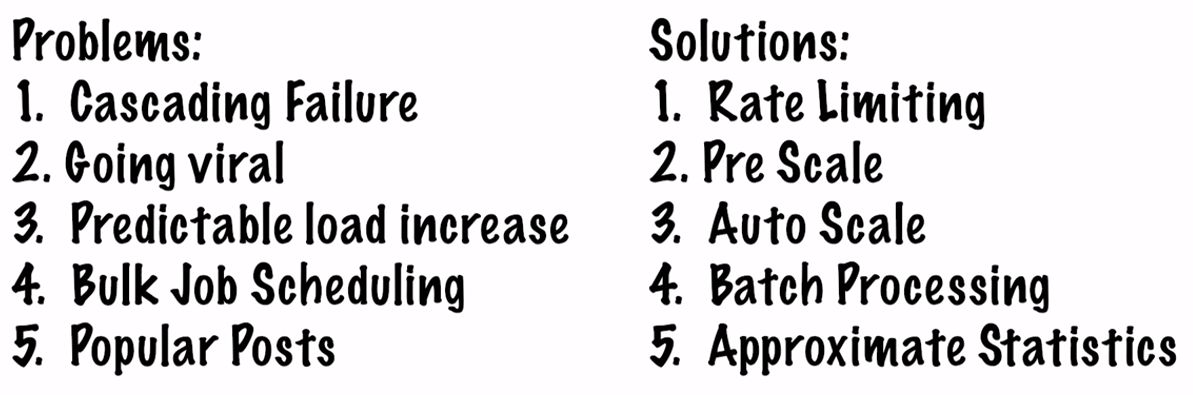 Problems:
1. Cascading Failure
2. Going viral
3. Predictable load increase
4. Bulk Job Scheduling
5. Popular Posts
Solutions:
1. Rate Limiting
2. Pre Scale
3. Auto Scale
4. Batch Processing
5. Approximate Statistics